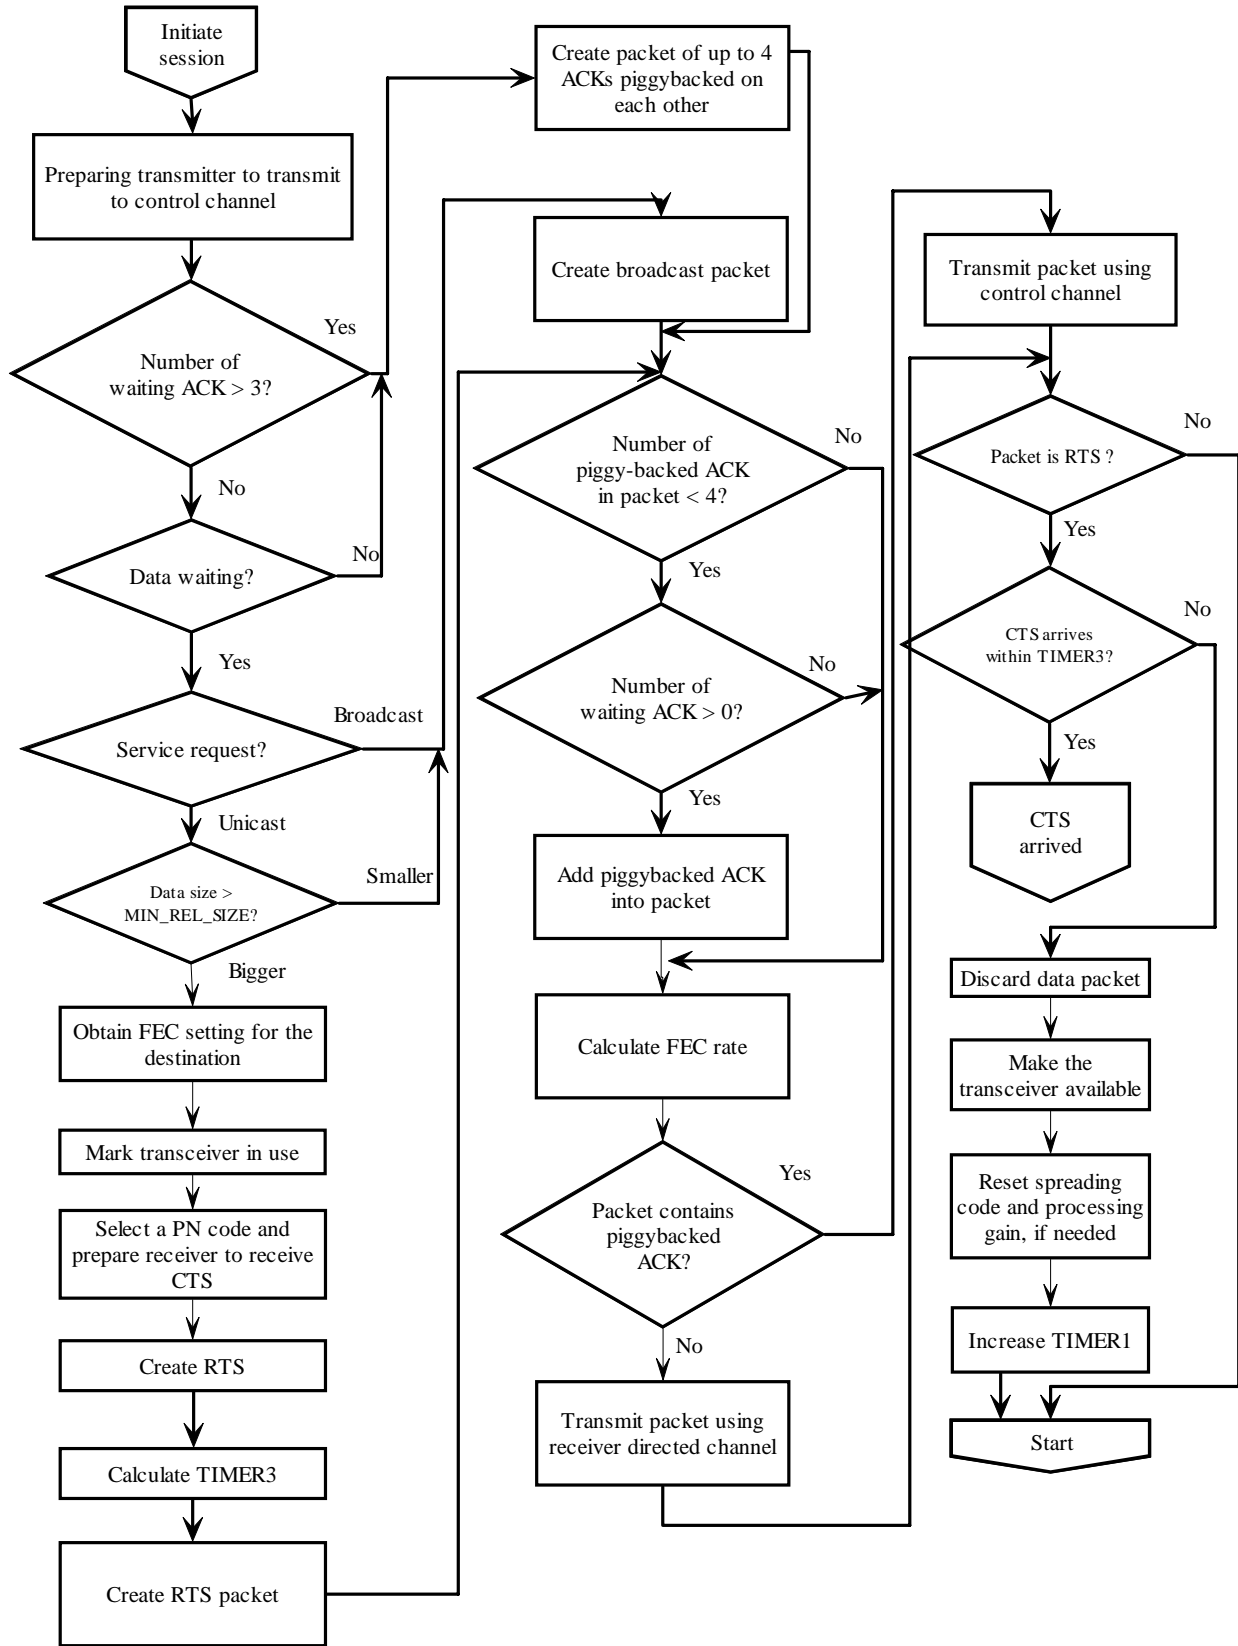 Initiate
session
Preparing transmitter to transmit
to control channel
Number of
waiting ACK > 3?
Yes
No
Data waiting?
No
Yes
Service request?
Broadcast
Unicast
Data size >
MIN_REL_SIZE?
Smaller
Bigger
Obtain FEC setting for the
destination
Mark transceiver in use
Select a PN code and
prepare receiver to receive
CTS
Create RTS
Calculate TIMER3
Create RTS packet
Create packet of up to 4
ACKs piggybacked on
each other
Create broadcast packet
Number of
piggy-backed ACK
in packet < 4?
No
Yes
Number of
waiting ACK > 0?
No
Yes
Add piggybacked ACK
into packet
Calculate FEC rate
Packet contains
piggybacked
ACK?
Yes
No
Transmit packet using
receiver directed channel
Transmit packet using
control channel
Packet is RTS ?
No
Yes
CTS arrives
within TIMER3?
No
Yes
CTS
arrived
Discard data packet
Make the
transceiver available
Reset spreading
code and processing
gain, if needed
Increase TIMER1
Start